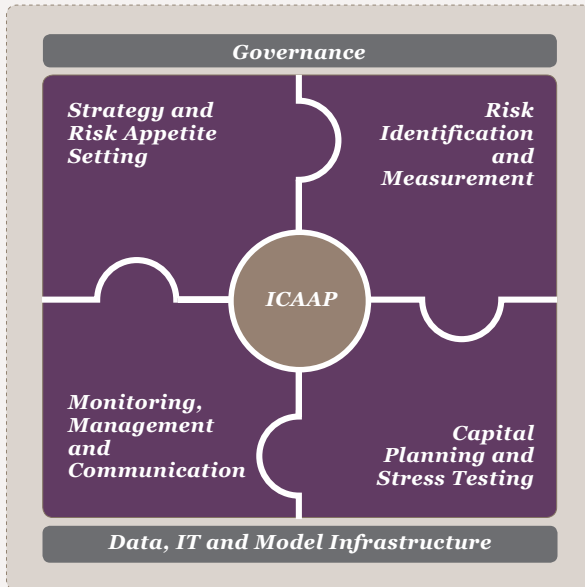 Governance
Strategy and
Risk Appetite
Setting
Risk
Identification
and
Measurement
ICAAP
Monitoring,
Management
and
Communication
Capital
Planning and
Stress Testing
Data, IT and Model Infrastructure